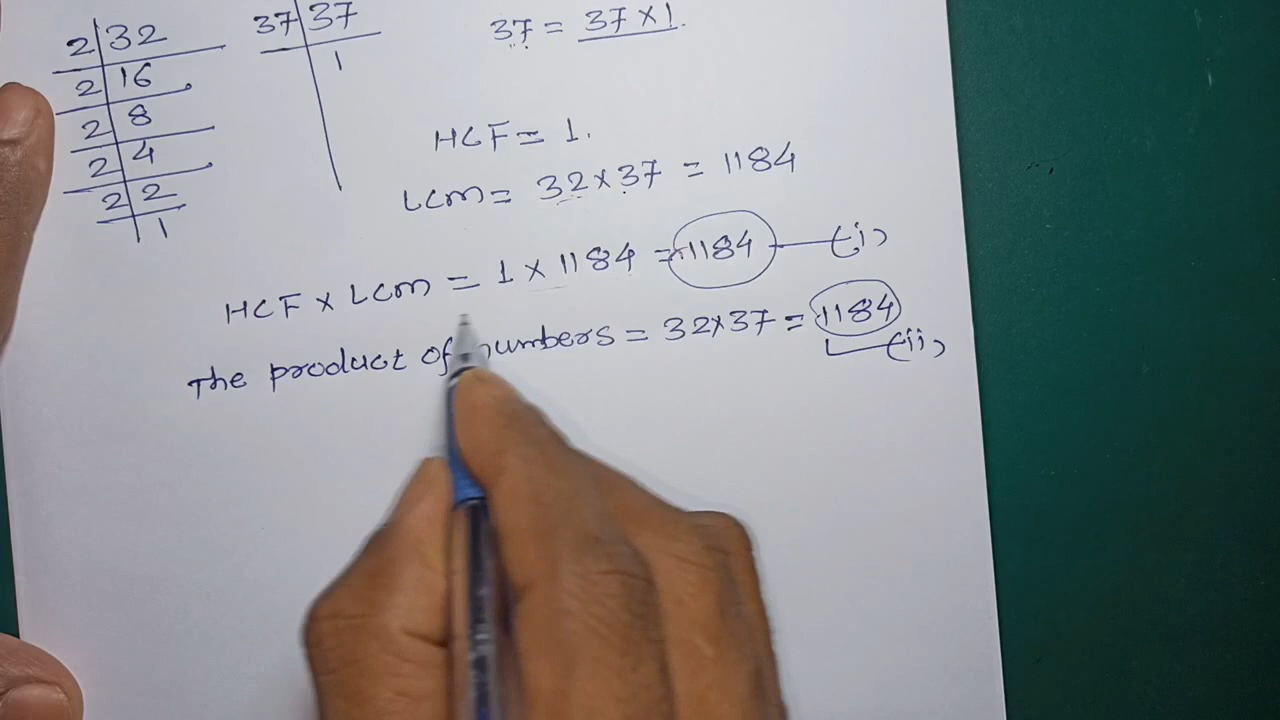 2 | 32
2 | 16
2 | 8
2 | 4
2 | 2
1
37 | 37
1
37 = 37 × 1.
HCF = 1.
LCM = 32 × 37 = 1184
HCF × LCM = 1 × 1184 = 1184 — (i)
The product of numbers = 32 × 37 = 1184
(ii)